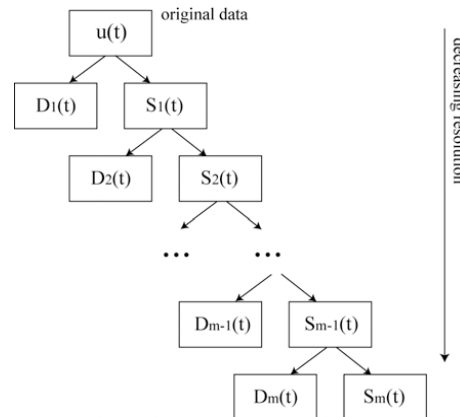 original data
u(t)
D1(t) S1(t)
D2(t) S2(t)
... ...
Dm-1(t) Sm-1(t)
Dm(t) Sm(t)
decreasing resolution